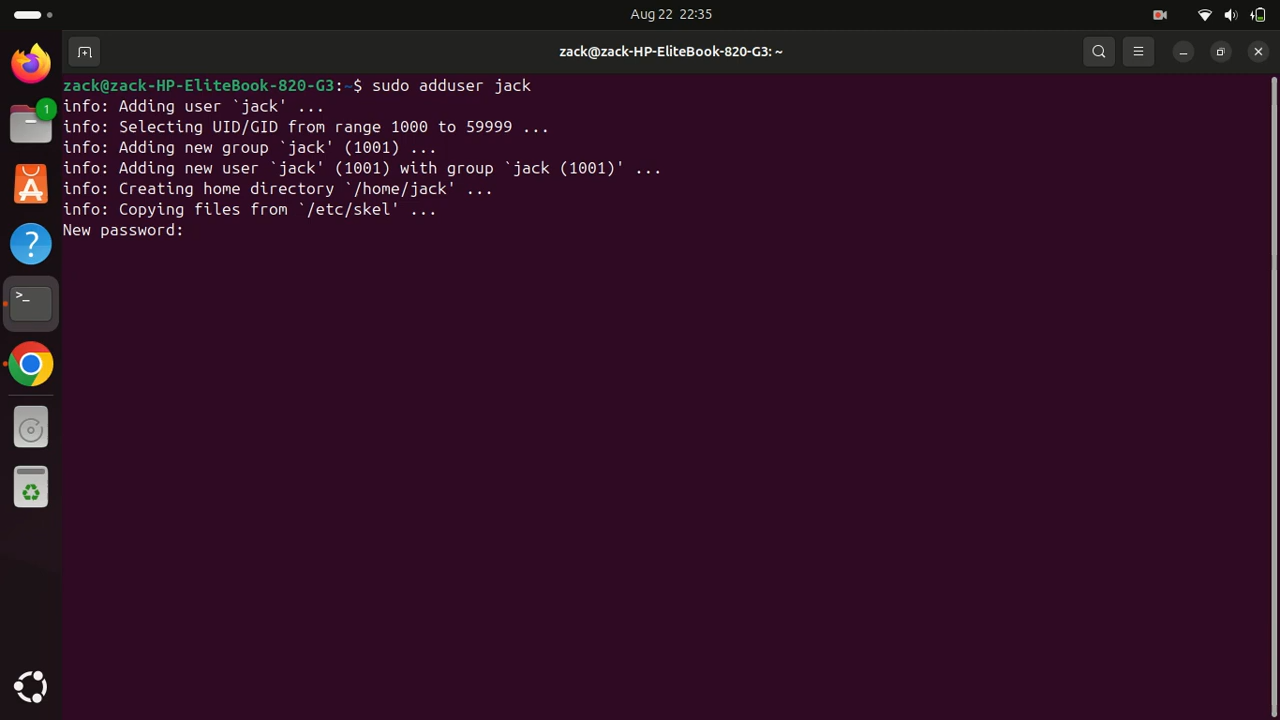 Aug 22 22:35
zack@zack-HP-EliteBook-820-G3: ~
1
zack@zack-HP-EliteBook-820-G3:~$ sudo adduser jack
info: Adding user `jack' ...
info: Selecting UID/GID from range 1000 to 59999 ...
info: Adding new group `jack' (1001) ...
info: Adding new user `jack' (1001) with group `jack (1001)' ...
info: Creating home directory `/home/jack' ...
info: Copying files from `/etc/skel' ...
New password: